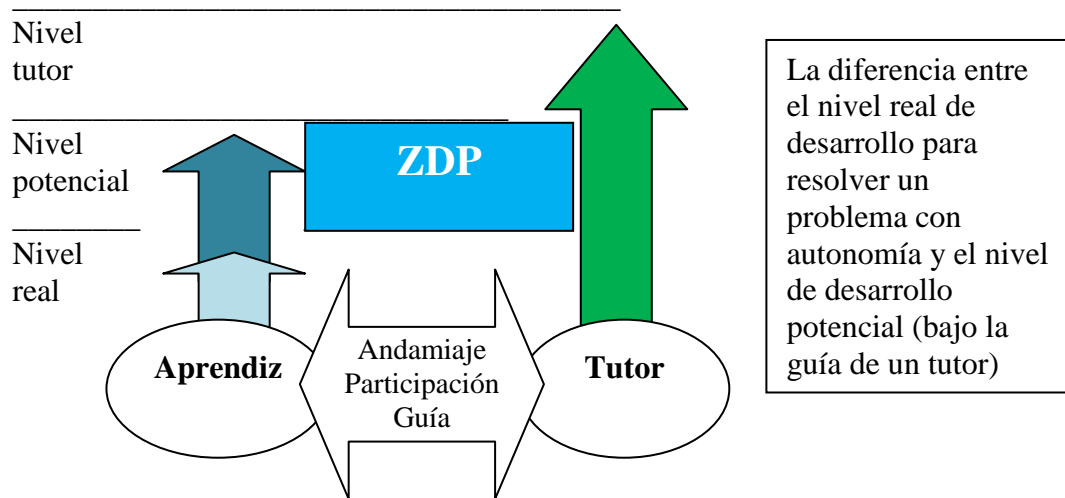 Nivel
tutor
Nivel
potencial
Nivel
real
ZDP
Aprendiz
Andamiaje
Participación
Guía
Tutor
La diferencia entre
el nivel real de
desarrollo para
resolver un
problema con
autonomía y el nivel
de desarrollo
potencial (bajo la
guía de un tutor)